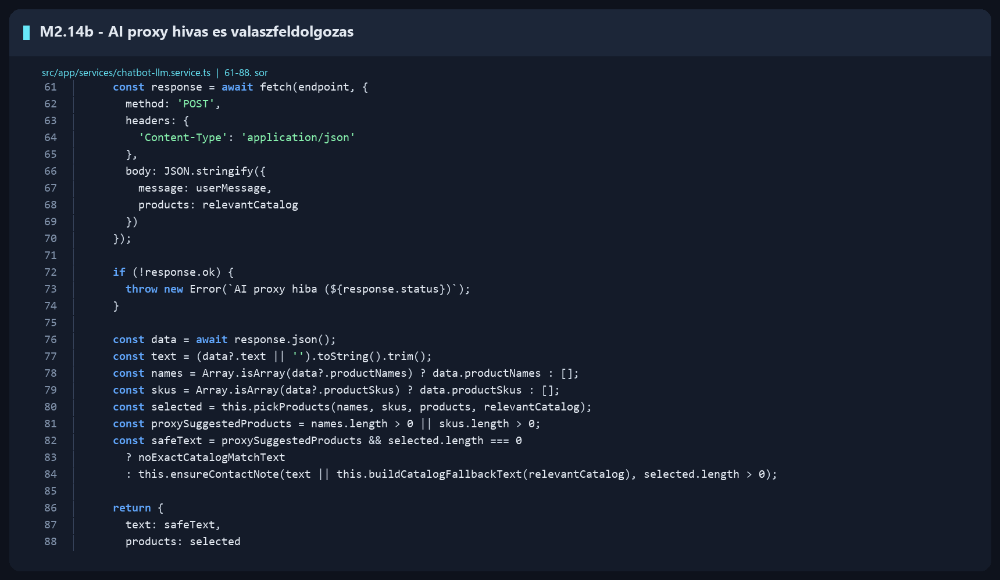 M2.14b - AI proxy hivas es valaszfeldolgozas
src/app/services/chatbot-llm.service.ts | 61-88. sor
61 const response = await fetch(endpoint, {
62 method: 'POST',
63 headers: {
64 'Content-Type': 'application/json'
65 },
66 body: JSON.stringify({
67 message: userMessage,
68 products: relevantCatalog
69 })
70 });
71
72 if (!response.ok) {
73 throw new Error(`AI proxy hiba (${response.status})`);
74 }
75
76 const data = await response.json();
77 const text = (data?.text || '').toString().trim();
78 const names = Array.isArray(data?.productNames) ? data.productNames : [];
79 const skus = Array.isArray(data?.productSkus) ? data.productSkus : [];
80 const selected = this.pickProducts(names, skus, products, relevantCatalog);
81 const proxySuggestedProducts = names.length > 0 || skus.length > 0;
82 const safeText = proxySuggestedProducts && selected.length === 0
83 ? noExactCatalogMatchText
84 : this.ensureContactNote(text || this.buildCatalogFallbackText(relevantCatalog), selected.length > 0);
85
86 return {
87 text: safeText,
88 products: selected